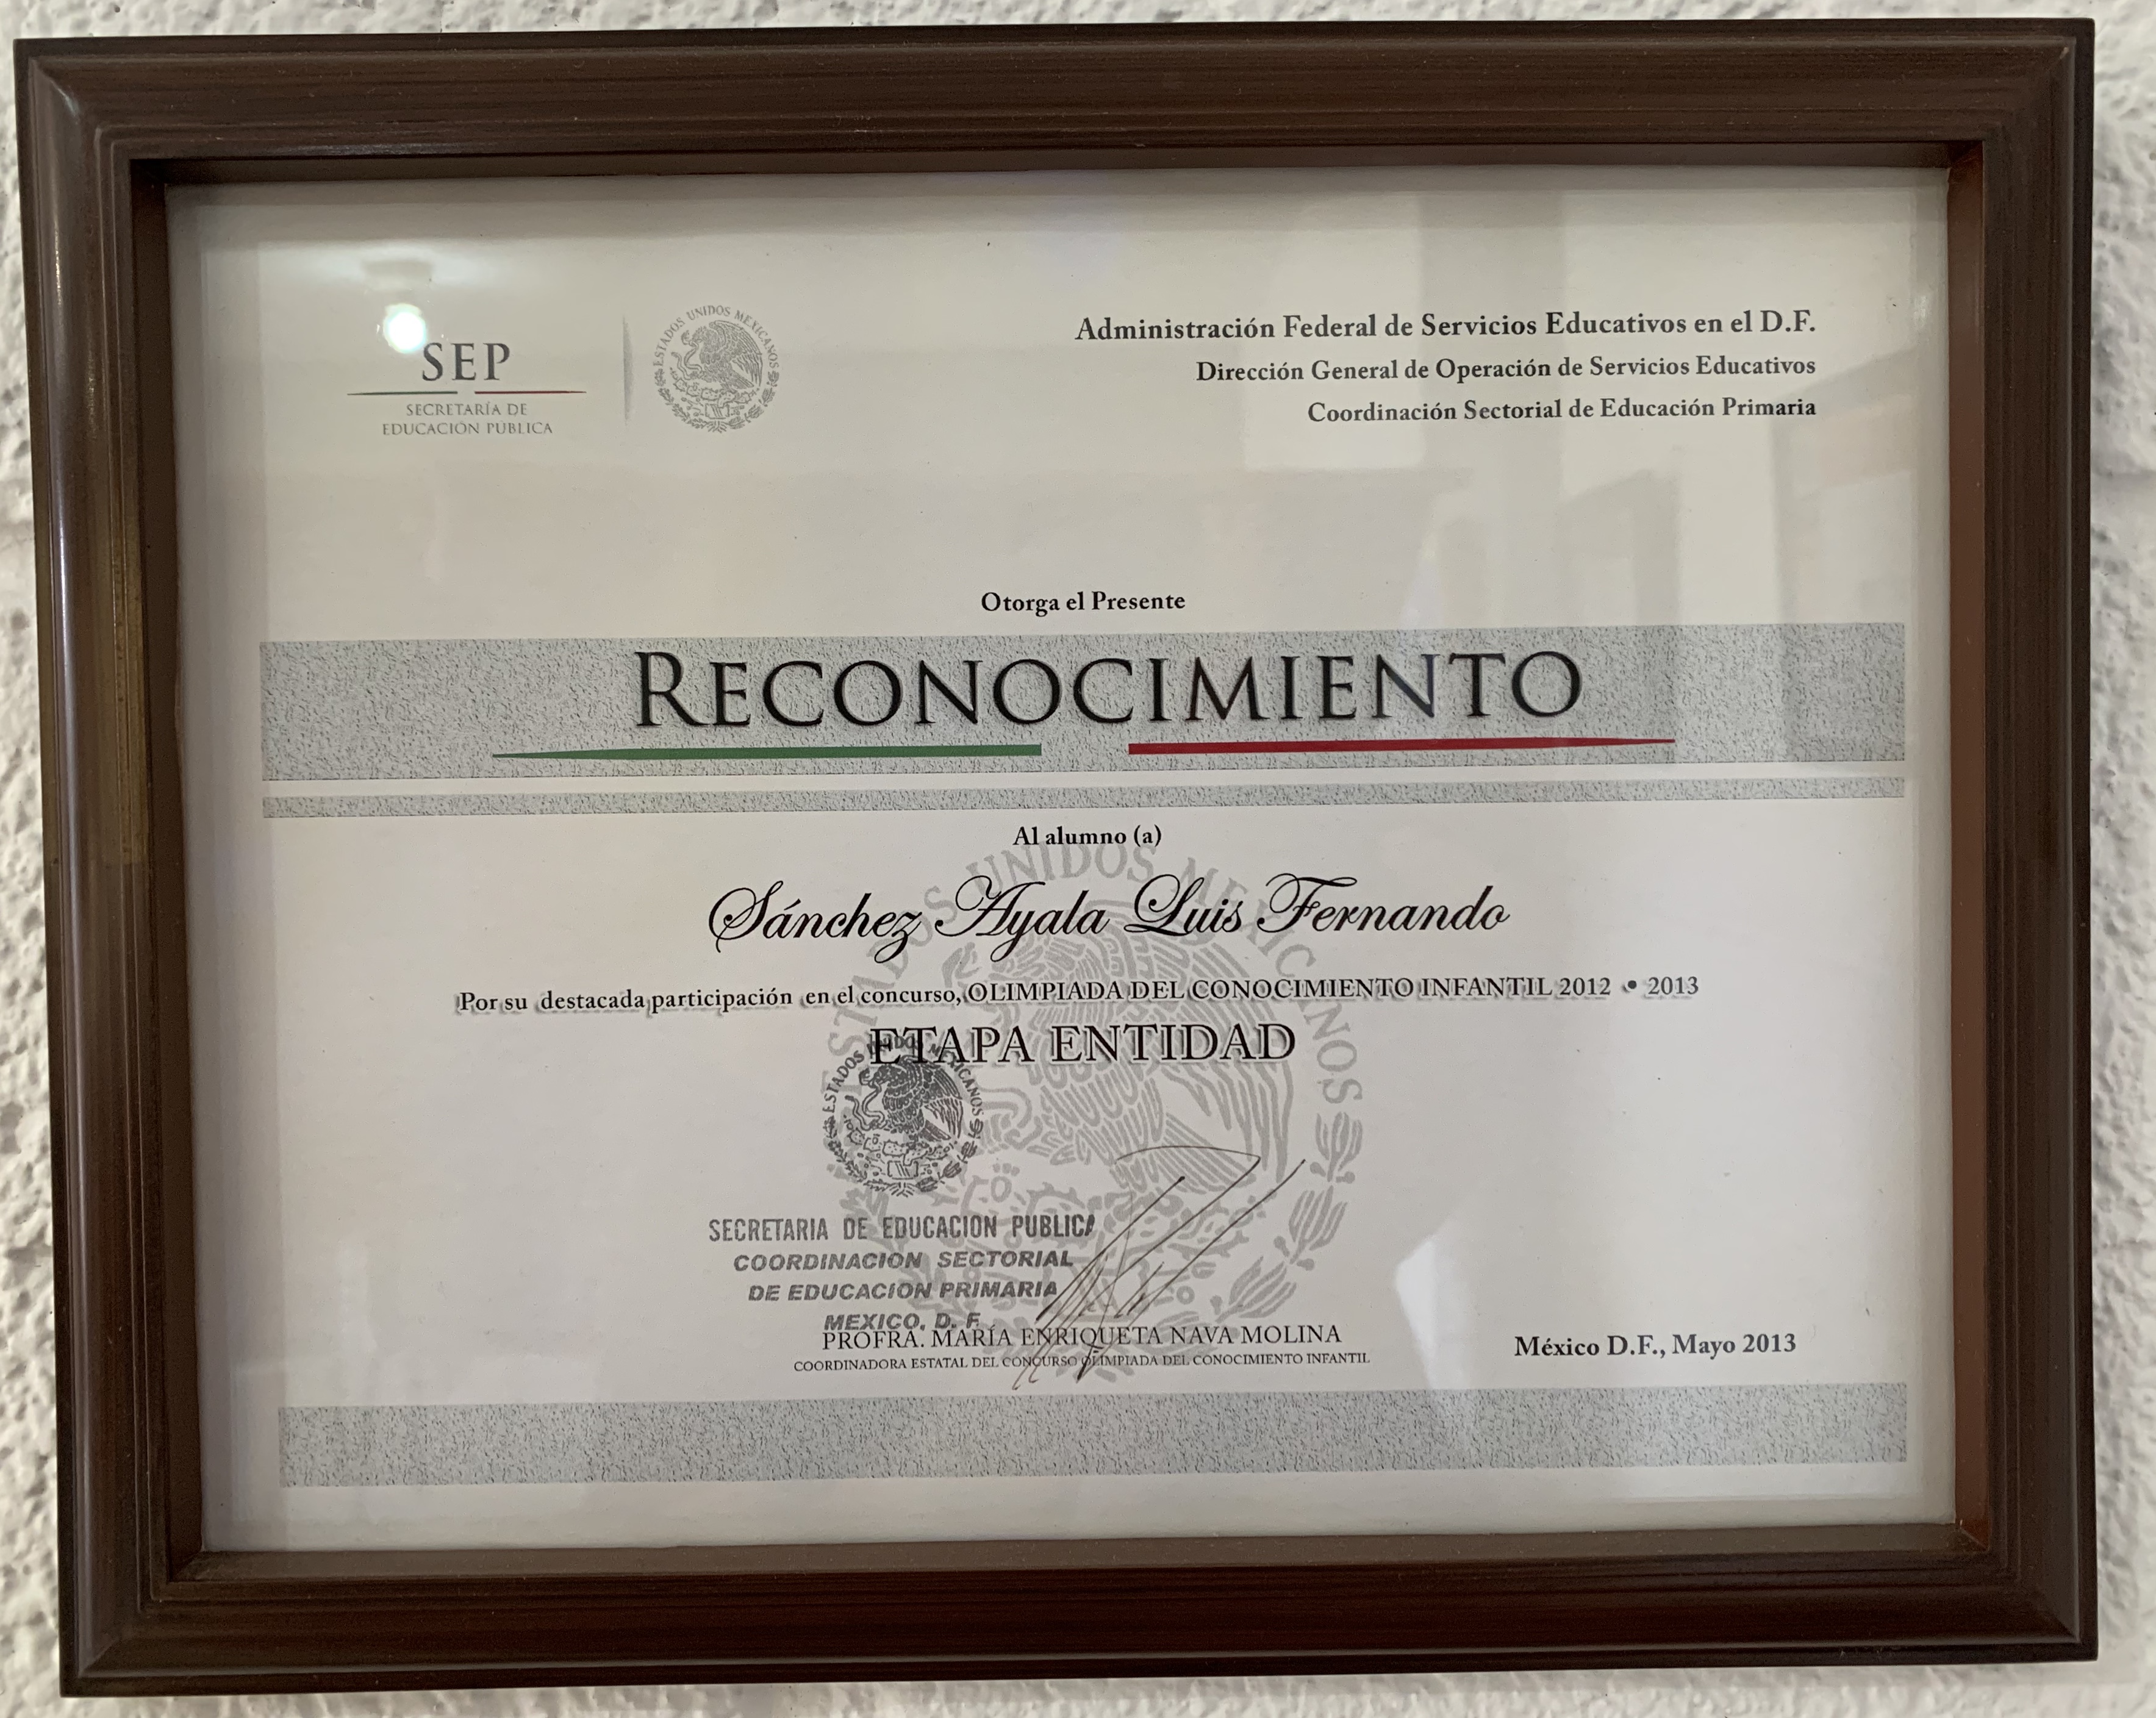 SEP
SECRETARÍA DE
EDUCACIÓN PÚBLICA
ESTADOS UNIDOS MEXICANOS
Administración Federal de Servicios Educativos en el D.F.
Dirección General de Operación de Servicios Educativos
Coordinación Sectorial de Educación Primaria
Otorga el Presente
RECONOCIMIENTO
Al alumno (a)
ESTADOS UNIDOS MEXICANOS
Sánchez Ayala Luis Fernando
Por su destacada participación en el concurso, OLIMPIADA DEL CONOCIMIENTO INFANTIL 2012 • 2013
ETAPA ENTIDAD
ESTADOS UNIDOS MEXICANOS
SECRETARIA DE EDUCACION PUBLICA
COORDINACION SECTORIAL
DE EDUCACION PRIMARIA
MEXICO, D. F.
PROFRA. MARÍA ENRIQUETA NAVA MOLINA
COORDINADORA ESTATAL DEL CONCURSO OLIMPIADA DEL CONOCIMIENTO INFANTIL
México D.F., Mayo 2013